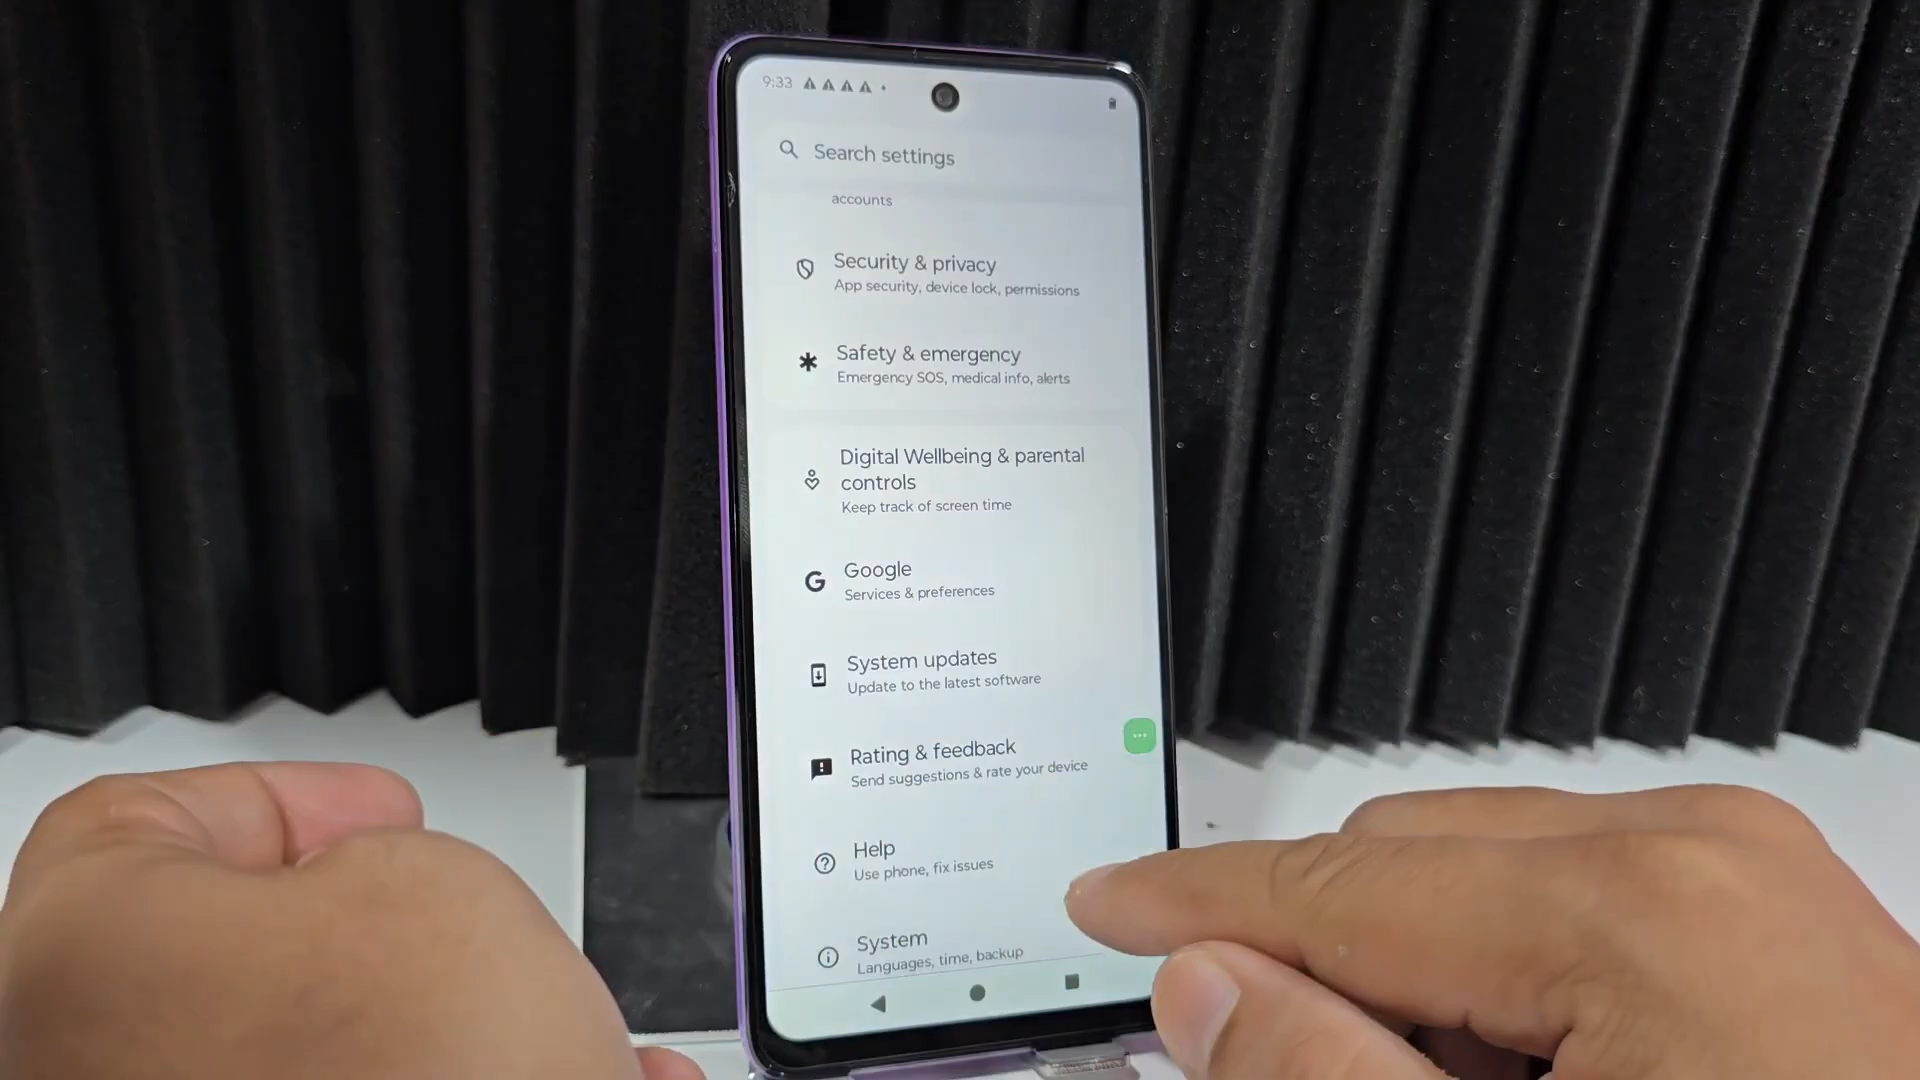 9:33
Search settings
accounts
Security & privacy
App security, device lock, permissions
Safety & emergency
Emergency SOS, medical info, alerts
Digital Wellbeing & parental
controls
Keep track of screen time
Google
Services & preferences
System updates
Update to the latest software
Rating & feedback
Send suggestions & rate your device
Help
Use phone, fix issues
System
Languages, time, backup